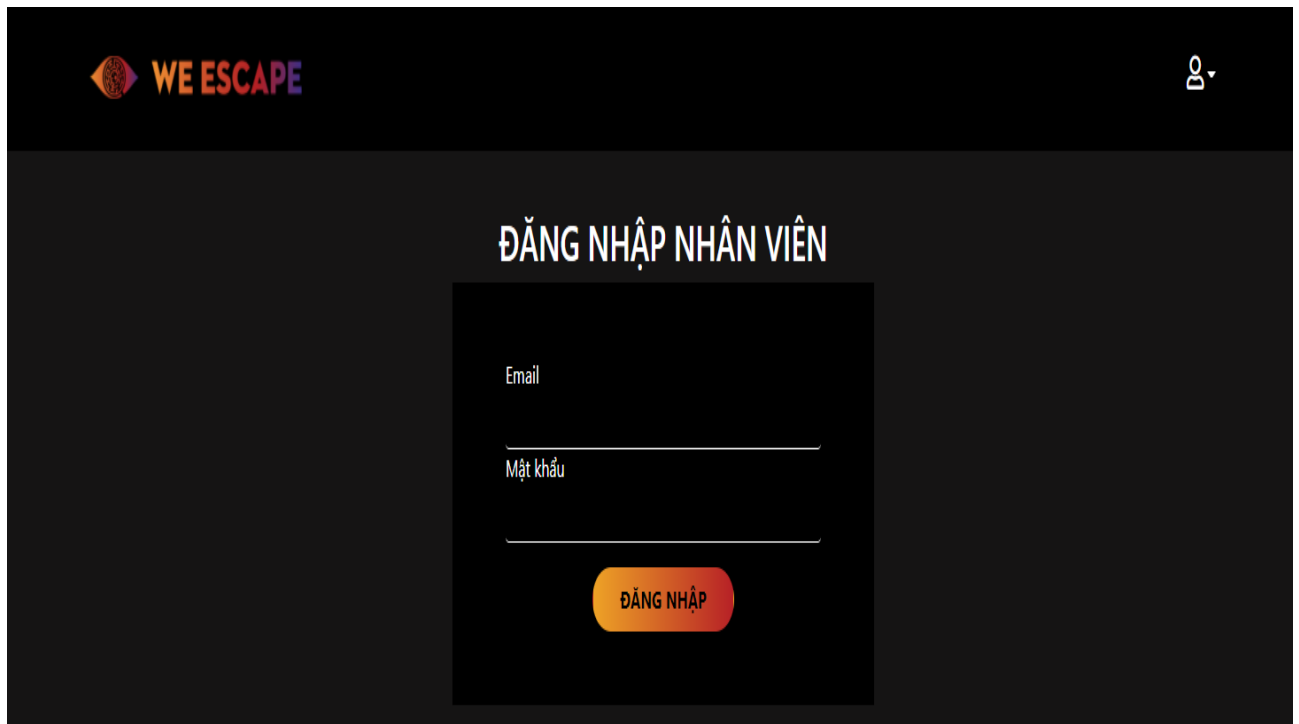 WE ESCAPE
ĐĂNG NHẬP NHÂN VIÊN
Email
Mật khẩu
ĐĂNG NHẬP